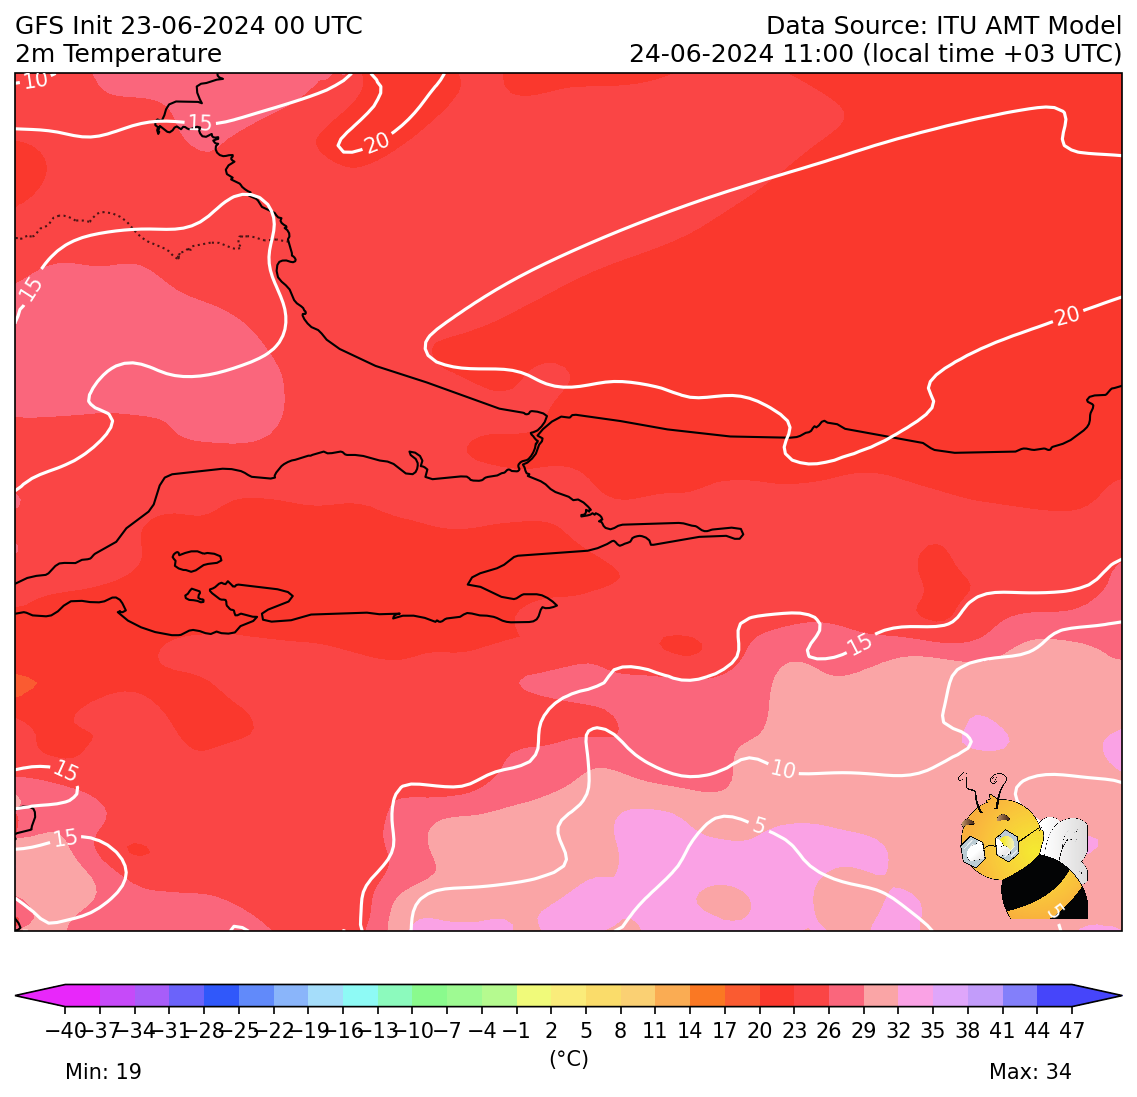 GFS Init 23-06-2024 00 UTC
Data Source: ITU AMT Model
2m Temperature
24-06-2024 11:00 (local time +03 UTC)
10
15
20
15
20
15
15
10
15
5
5
−40 −37 −34 −31 −28 −25 −22 −19 −16 −13 −10 −7 −4 −1 2 5 8 11 14 17 20 23 26 29 32 35 38 41 44 47
(°C)
Min: 19
Max: 34